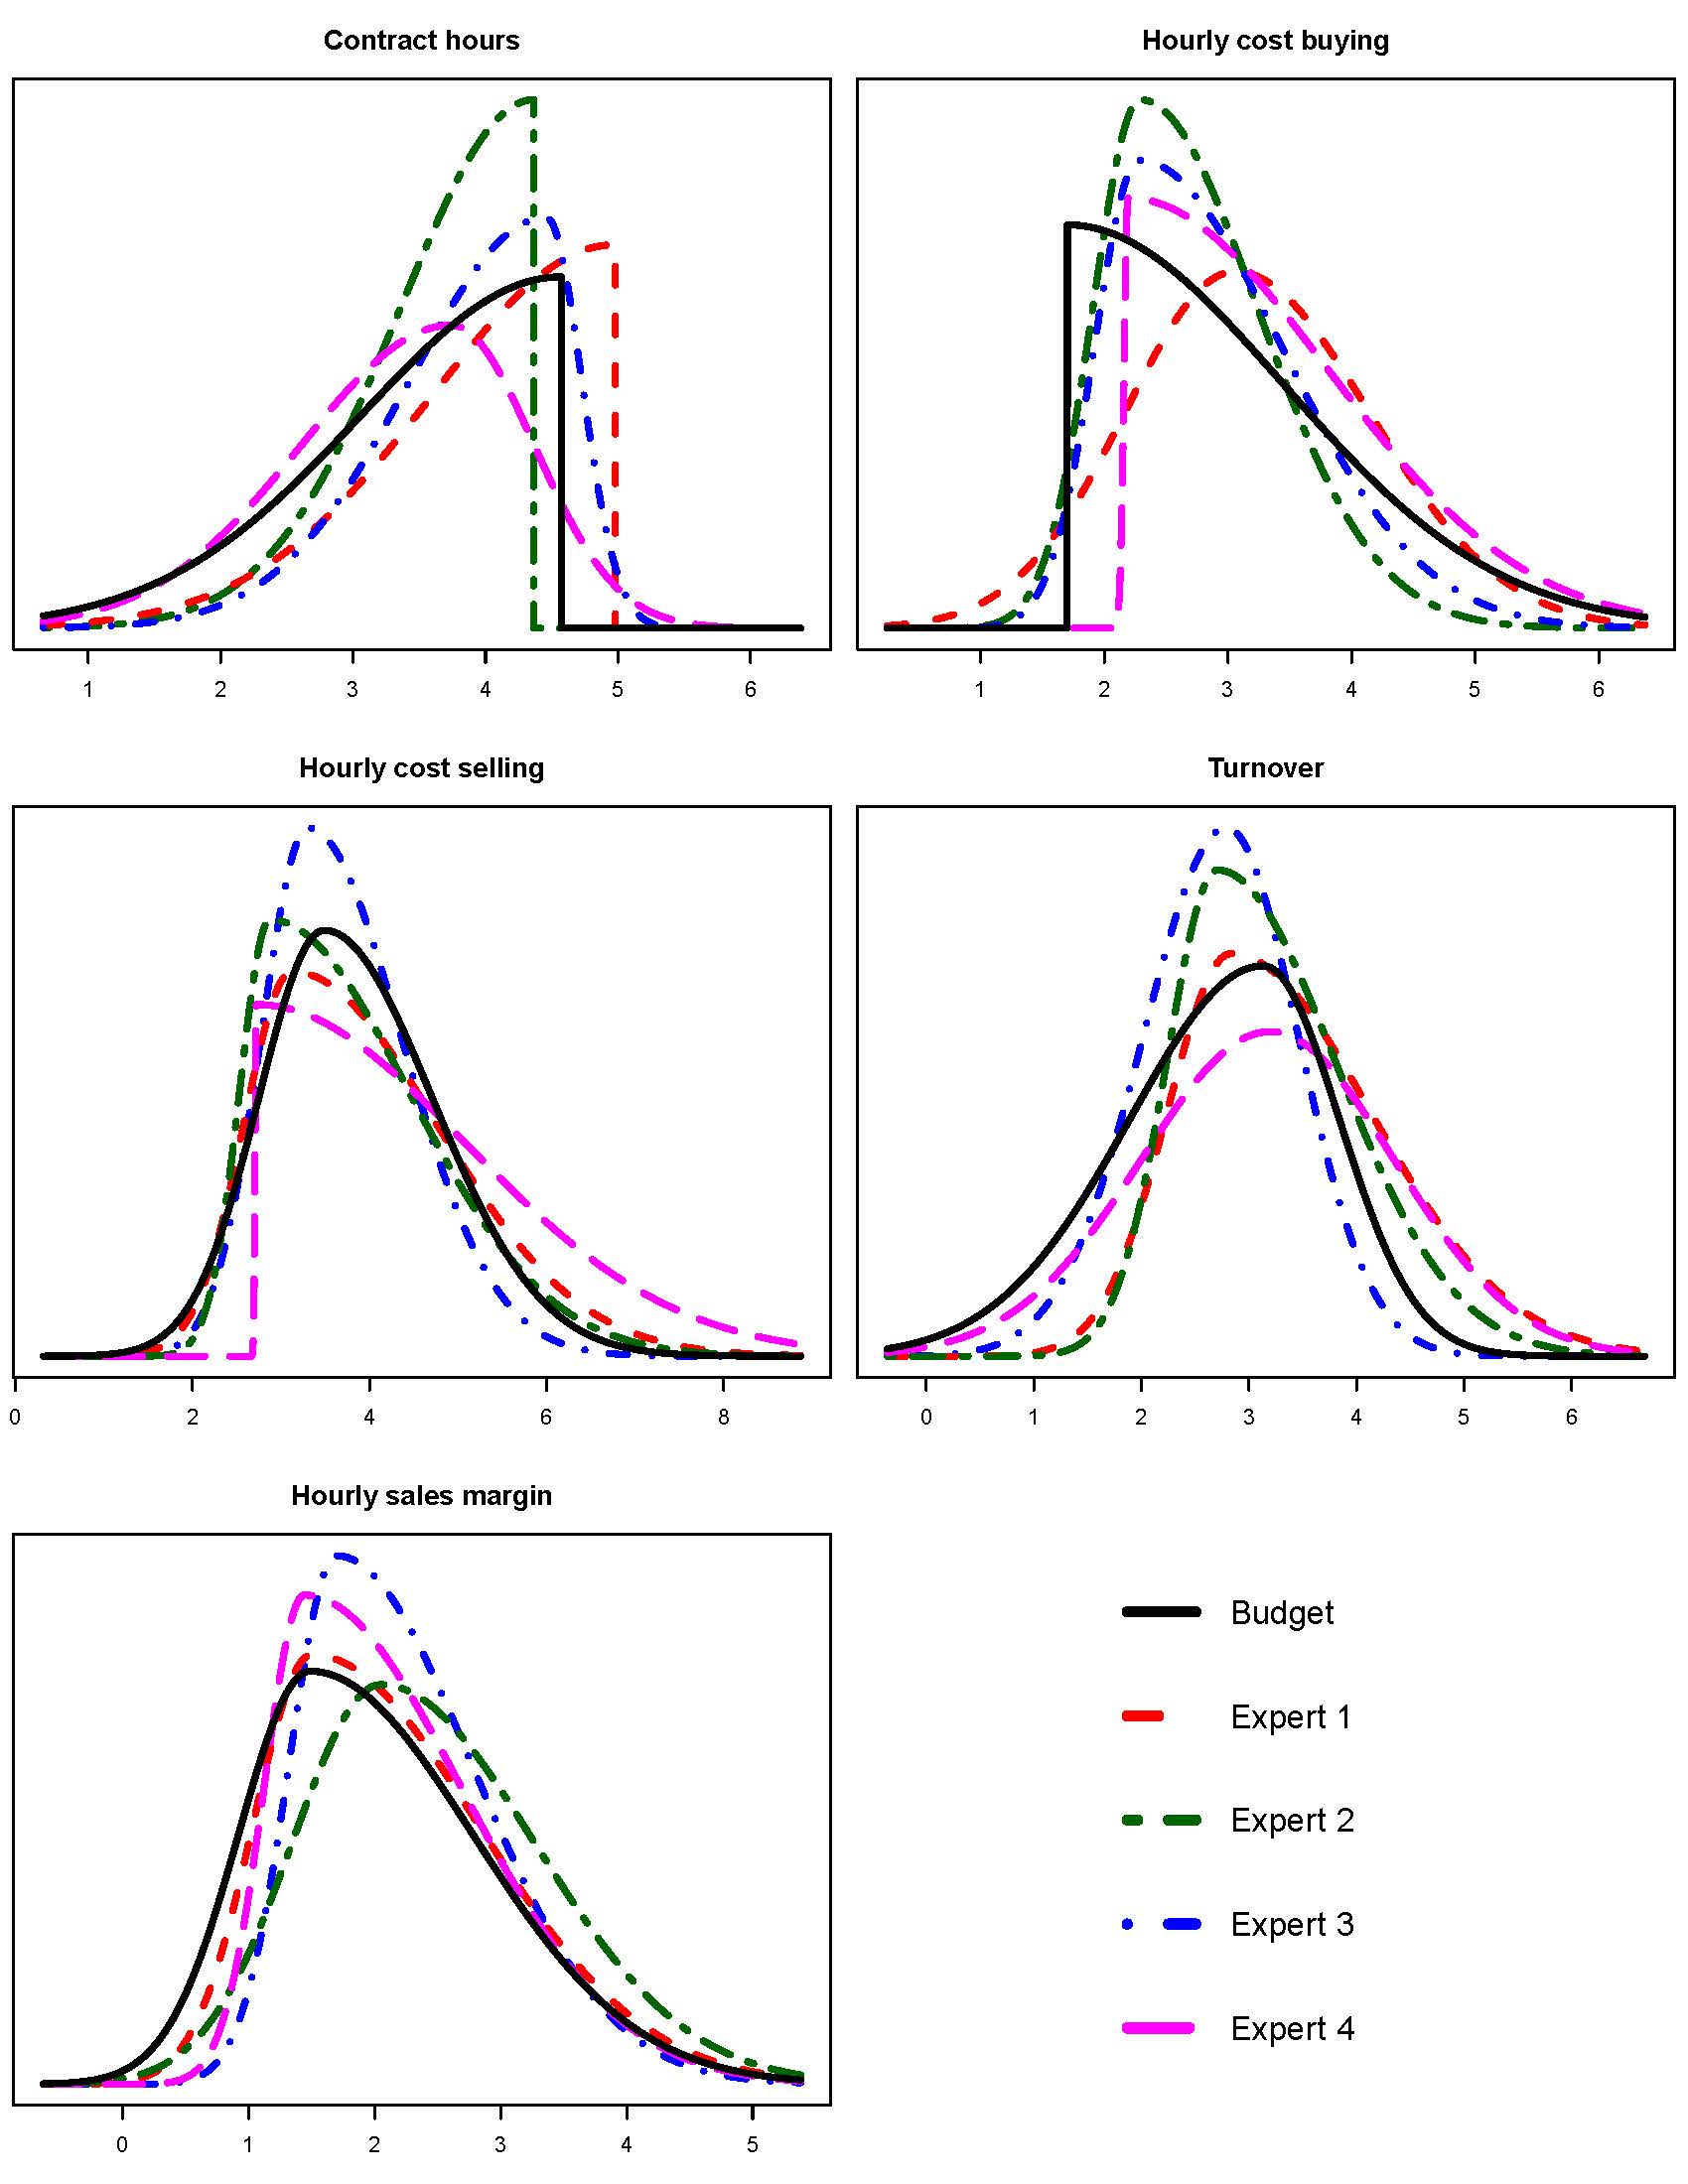 Contract hours
1 2 3 4 5 6
Hourly cost buying
1 2 3 4 5 6
Hourly cost selling
0 2 4 6 8
Turnover
0 1 2 3 4 5 6
Hourly sales margin
0 1 2 3 4 5
Budget
Expert 1
Expert 2
Expert 3
Expert 4